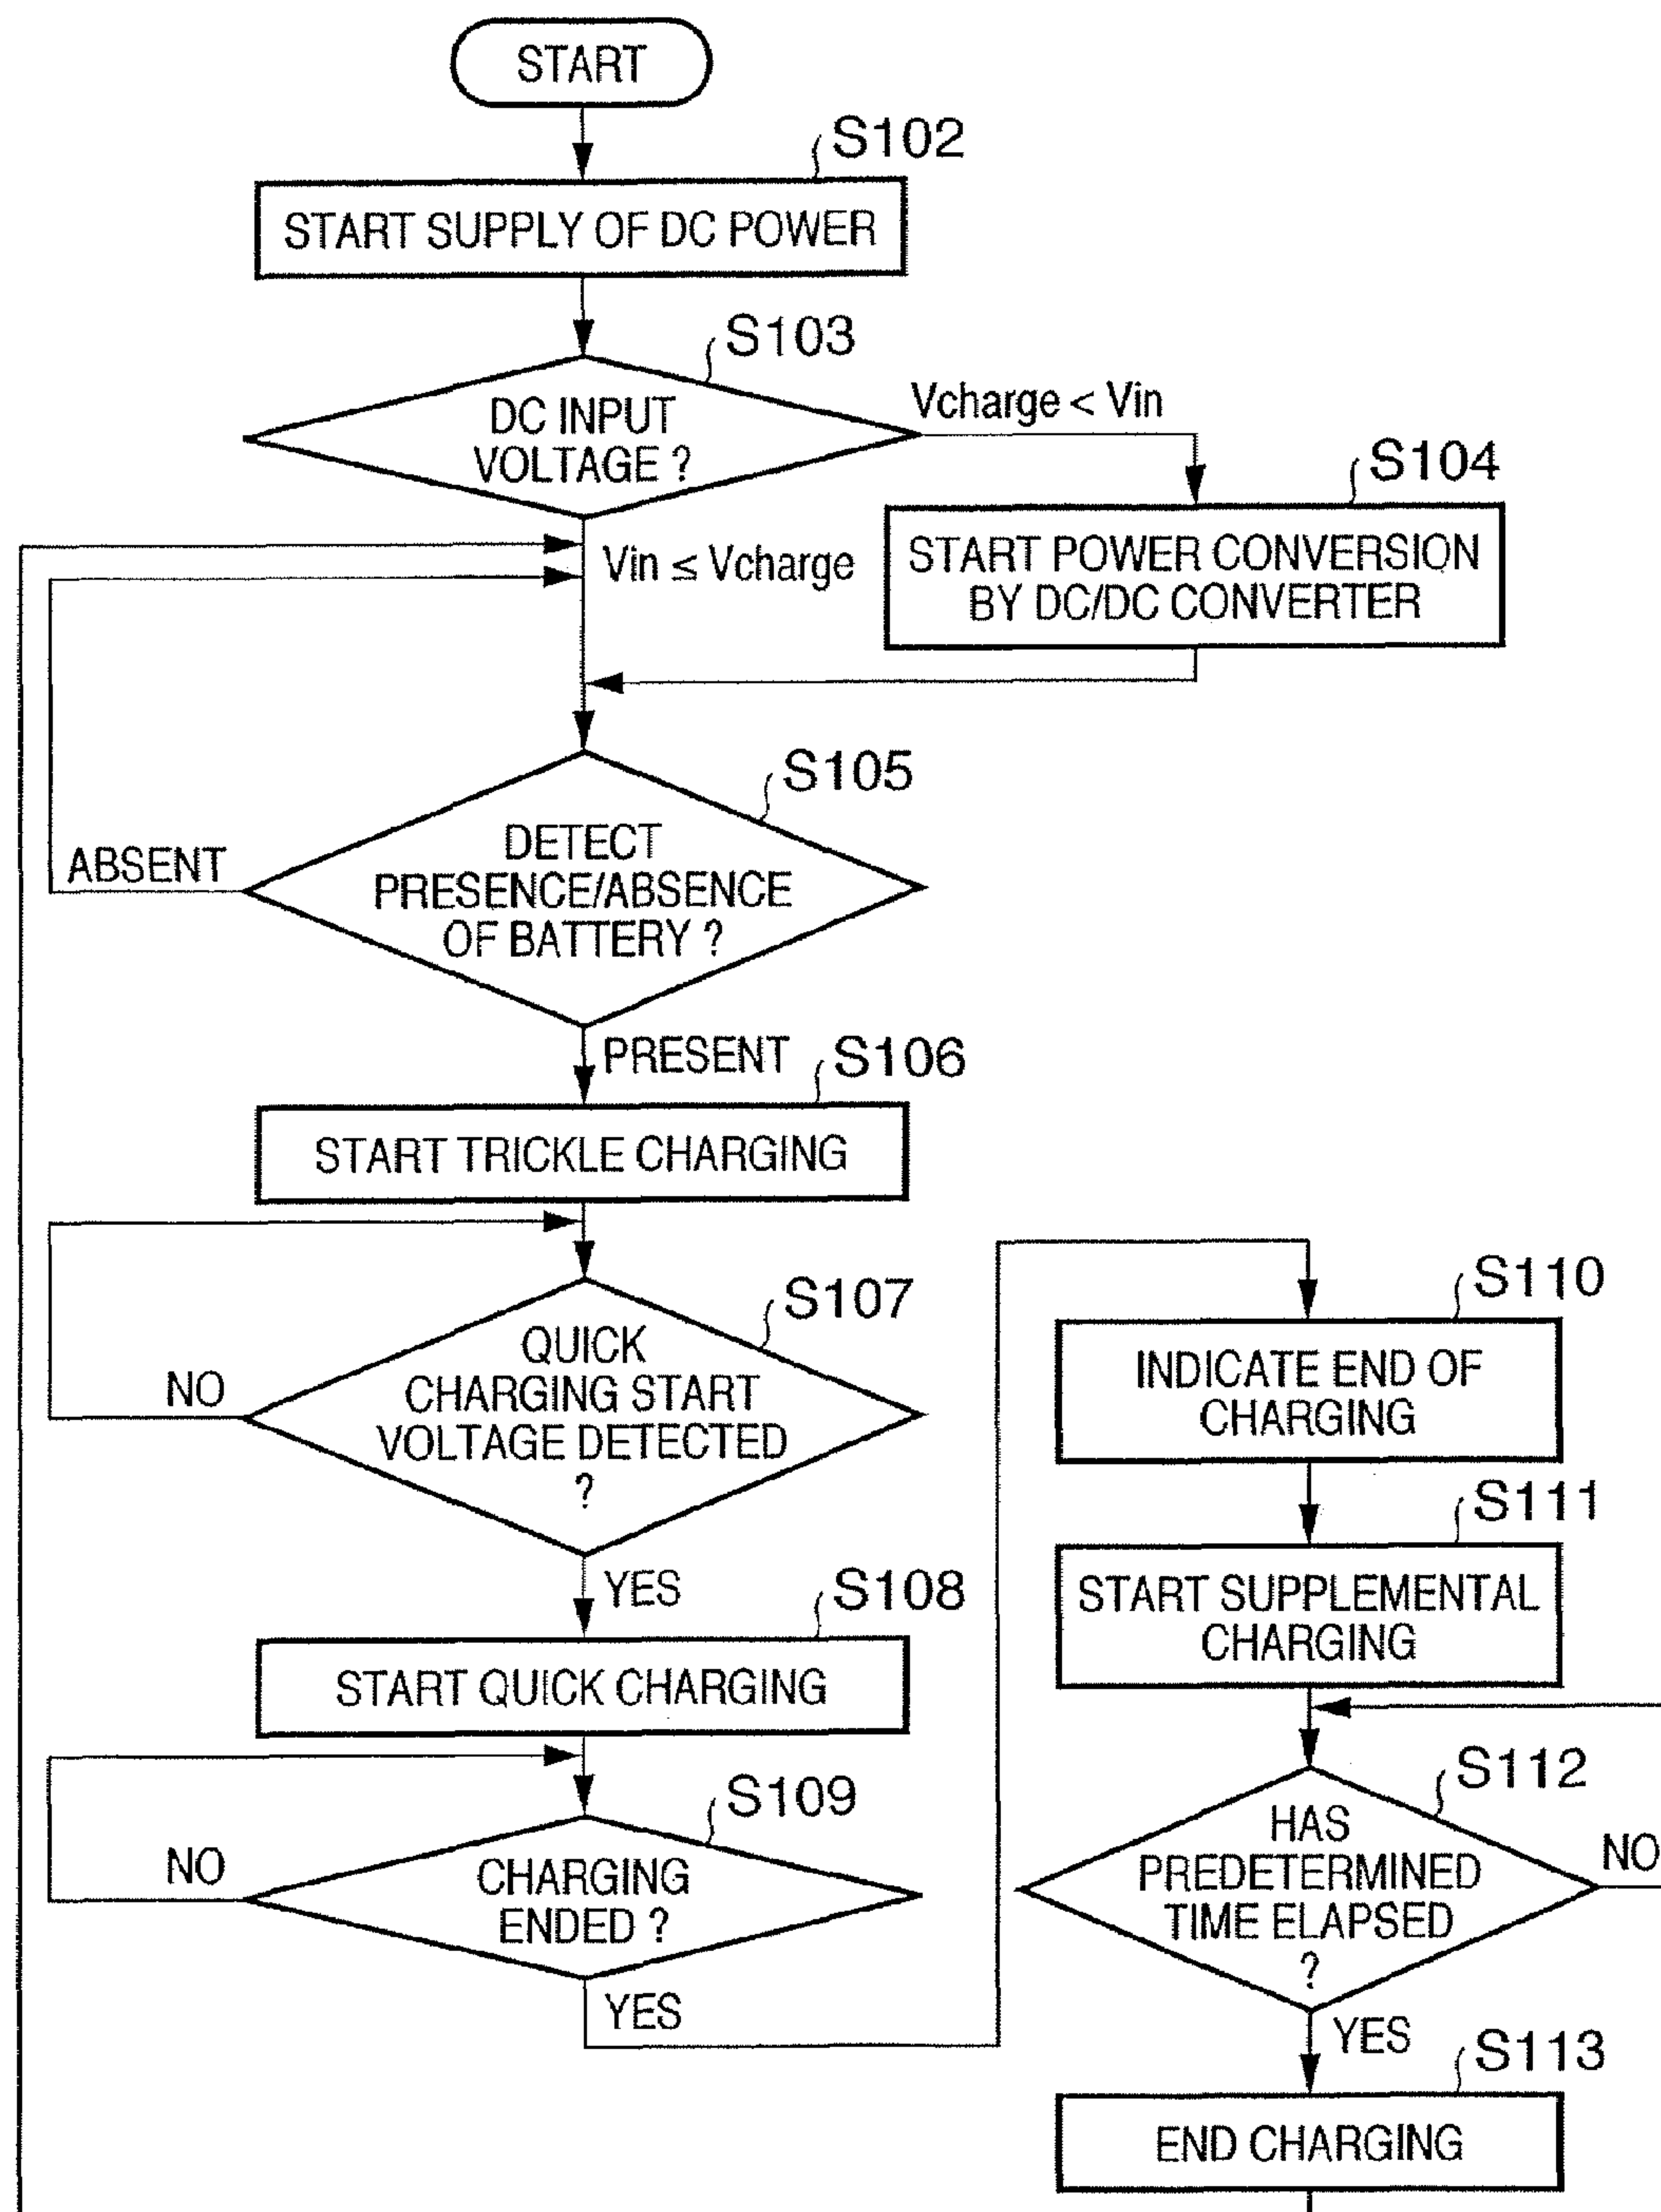 START
S102
START SUPPLY OF DC POWER
S103
DC INPUT
VOLTAGE ?
Vcharge < Vin
S104
START POWER CONVERSION
BY DC/DC CONVERTER
Vin ≤ Vcharge
S105
DETECT
PRESENCE/ABSENCE
OF BATTERY ?
ABSENT
PRESENT
S106
START TRICKLE CHARGING
S107
QUICK
CHARGING START
VOLTAGE DETECTED
?
NO
YES
S108
START QUICK CHARGING
S109
CHARGING
ENDED ?
NO
YES
S110
INDICATE END OF
CHARGING
S111
START SUPPLEMENTAL
CHARGING
S112
HAS
PREDETERMINED
TIME ELAPSED
?
NO
YES
S113
END CHARGING